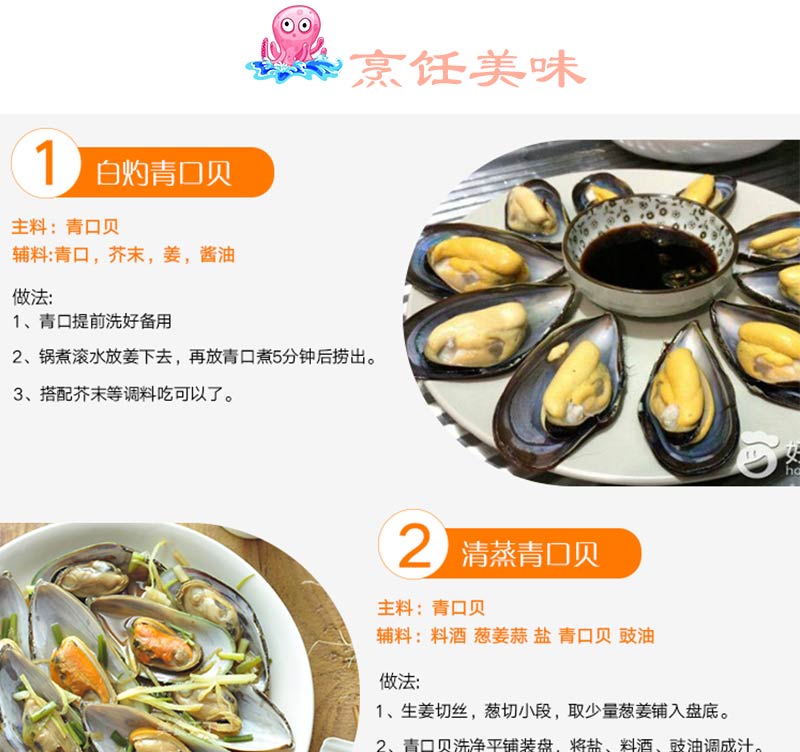 烹饪美味
1 白灼青口贝
主料：青口贝
辅料:青口，芥末，姜，酱油
做法:
1、青口提前洗好备用
2、锅煮滚水放姜下去，再放青口煮5分钟后捞出。
3、搭配芥末等调料吃可以了。
2 清蒸青口贝
主料：青口贝
辅料：料酒 葱姜蒜 盐 青口贝 豉油
做法:
1、生姜切丝，葱切小段，取少量葱姜铺入盘底。
2、青口贝洗净平铺装盘，将盐、料酒、豉油调成汁。